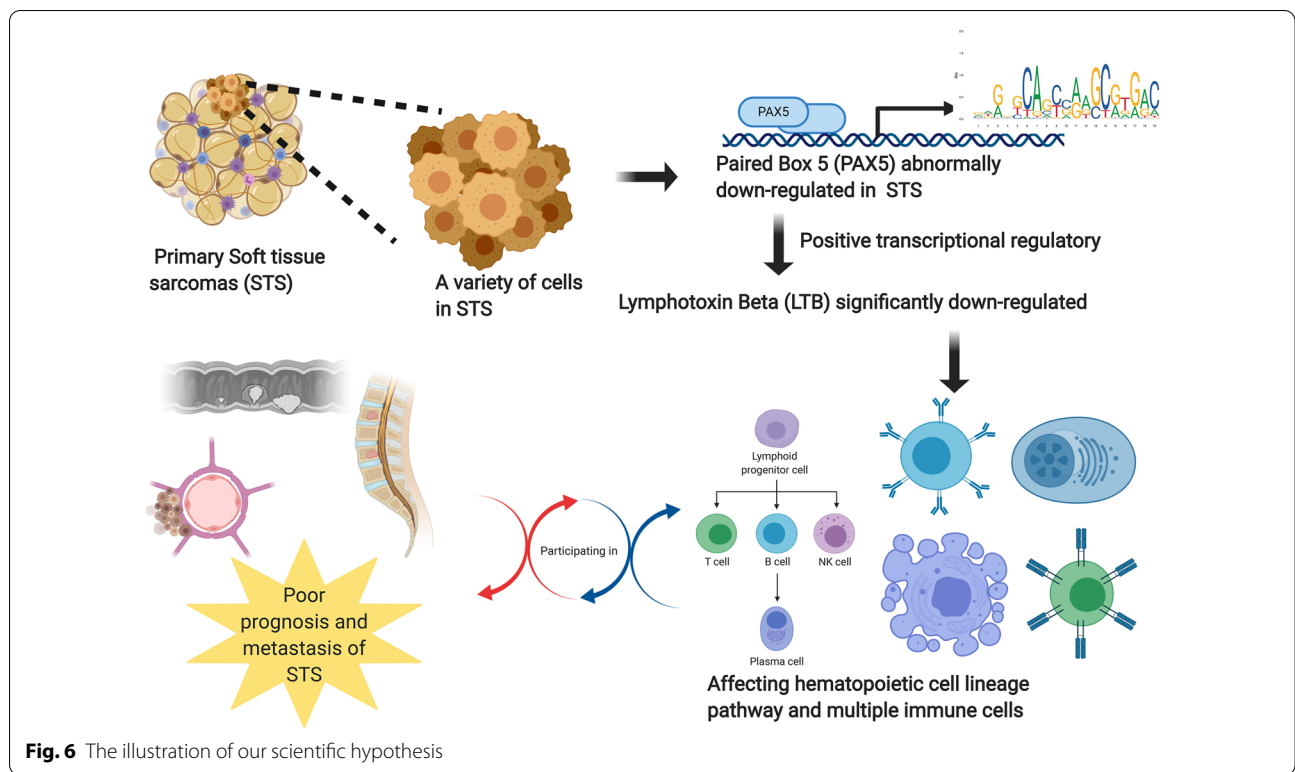 PAX5
Paired Box 5 (PAX5) abnormally
down-regulated in STS
Primary Soft tissue
sarcomas (STS)
A variety of cells
in STS
Positive transcriptional regulatory
Lymphotoxin Beta (LTB) significantly down-regulated
Lymphoid
progenitor cell
T cell
B cell
NK cell
Plasma cell
Participating in
Affecting hematopoietic cell lineage
pathway and multiple immune cells
Poor
prognosis and
metastasis of
STS
Fig. 6 The illustration of our scientific hypothesis